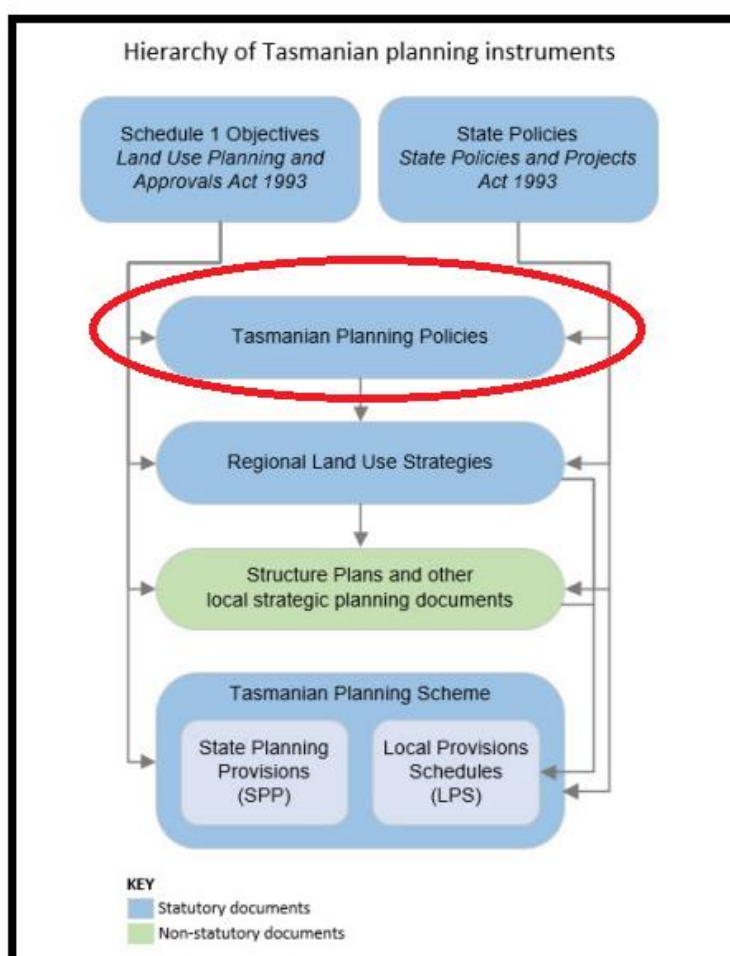 Hierarchy of Tasmanian planning instruments
Schedule 1 Objectives
Land Use Planning and
Approvals Act 1993
State Policies
State Policies and Projects
Act 1993
Tasmanian Planning Policies
Regional Land Use Strategies
Structure Plans and other
local strategic planning documents
Tasmanian Planning Scheme
State Planning
Provisions
(SPP)
Local Provisions
Schedules
(LPS)
KEY
Statutory documents
Non-statutory documents